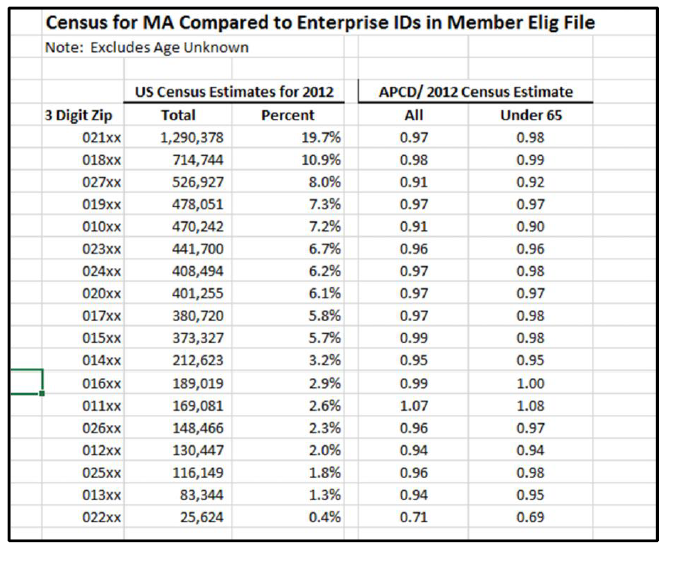 Census for MA Compared to Enterprise IDs in Member Elig File
Note: Excludes Age Unknown
US Census Estimates for 2012 APCD/ 2012 Census Estimate
3 Digit Zip Total Percent All Under 65
021xx 1,290,378 19.7% 0.97 0.98
018xx 714,744 10.9% 0.98 0.99
027xx 526,927 8.0% 0.91 0.92
019xx 478,051 7.3% 0.97 0.97
010xx 470,242 7.2% 0.91 0.90
023xx 441,700 6.7% 0.96 0.96
024xx 408,494 6.2% 0.97 0.98
020xx 401,255 6.1% 0.97 0.97
017xx 380,720 5.8% 0.97 0.98
015xx 373,327 5.7% 0.99 0.98
014xx 212,623 3.2% 0.95 0.95
016xx 189,019 2.9% 0.99 1.00
011xx 169,081 2.6% 1.07 1.08
026xx 148,466 2.3% 0.96 0.97
012xx 130,447 2.0% 0.94 0.94
025xx 116,149 1.8% 0.96 0.98
013xx 83,344 1.3% 0.94 0.95
022xx 25,624 0.4% 0.71 0.69